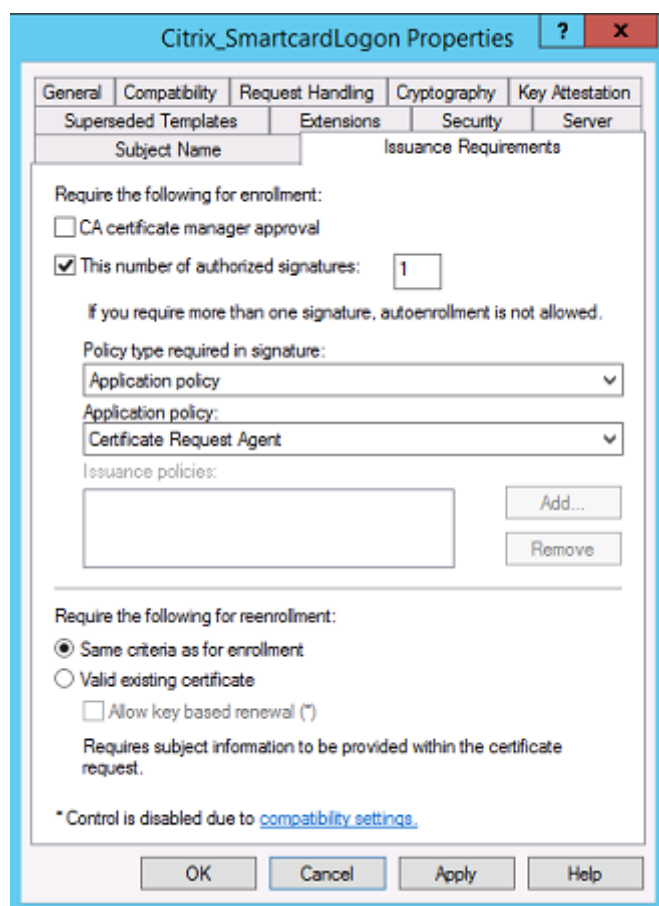 Citrix_SmartcardLogon Properties
? x
General Compatibility Request Handling Cryptography Key Attestation
Superseded Templates Extensions Security Server
Subject Name Issuance Requirements
Require the following for enrollment:
CA certificate manager approval
This number of authorized signatures: 1
If you require more than one signature, autoenrollment is not allowed.
Policy type required in signature:
Application policy
Application policy:
Certificate Request Agent
Issuance policies:
Add...
Remove
Require the following for reenrollment:
Same criteria as for enrollment
Valid existing certificate
Allow key based renewal (*)
Requires subject information to be provided within the certificate
request.
* Control is disabled due to compatibility settings.
OK Cancel Apply Help